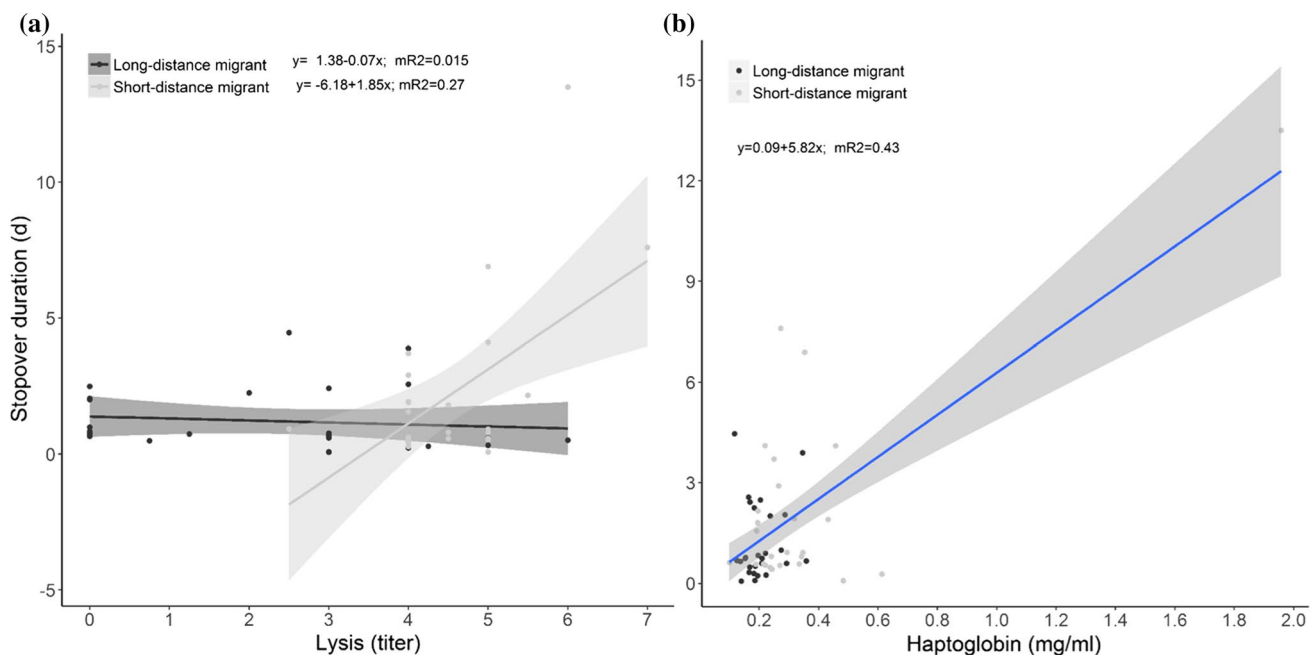 (a)
15
Long-distance migrant y= 1.38-0.07x; mR2=0.015
Short-distance migrant y= -6.18+1.85x; mR2=0.27
10
5
0
-5
Stopover duration (d)
0 1 2 3 4 5 6 7
Lysis (titer)
(b)
15
Long-distance migrant
Short-distance migrant
y=0.09+5.82x; mR2=0.43
12
9
6
3
0
0.2 0.4 0.6 0.8 1.0 1.2 1.4 1.6 1.8 2.0
Haptoglobin (mg/ml)